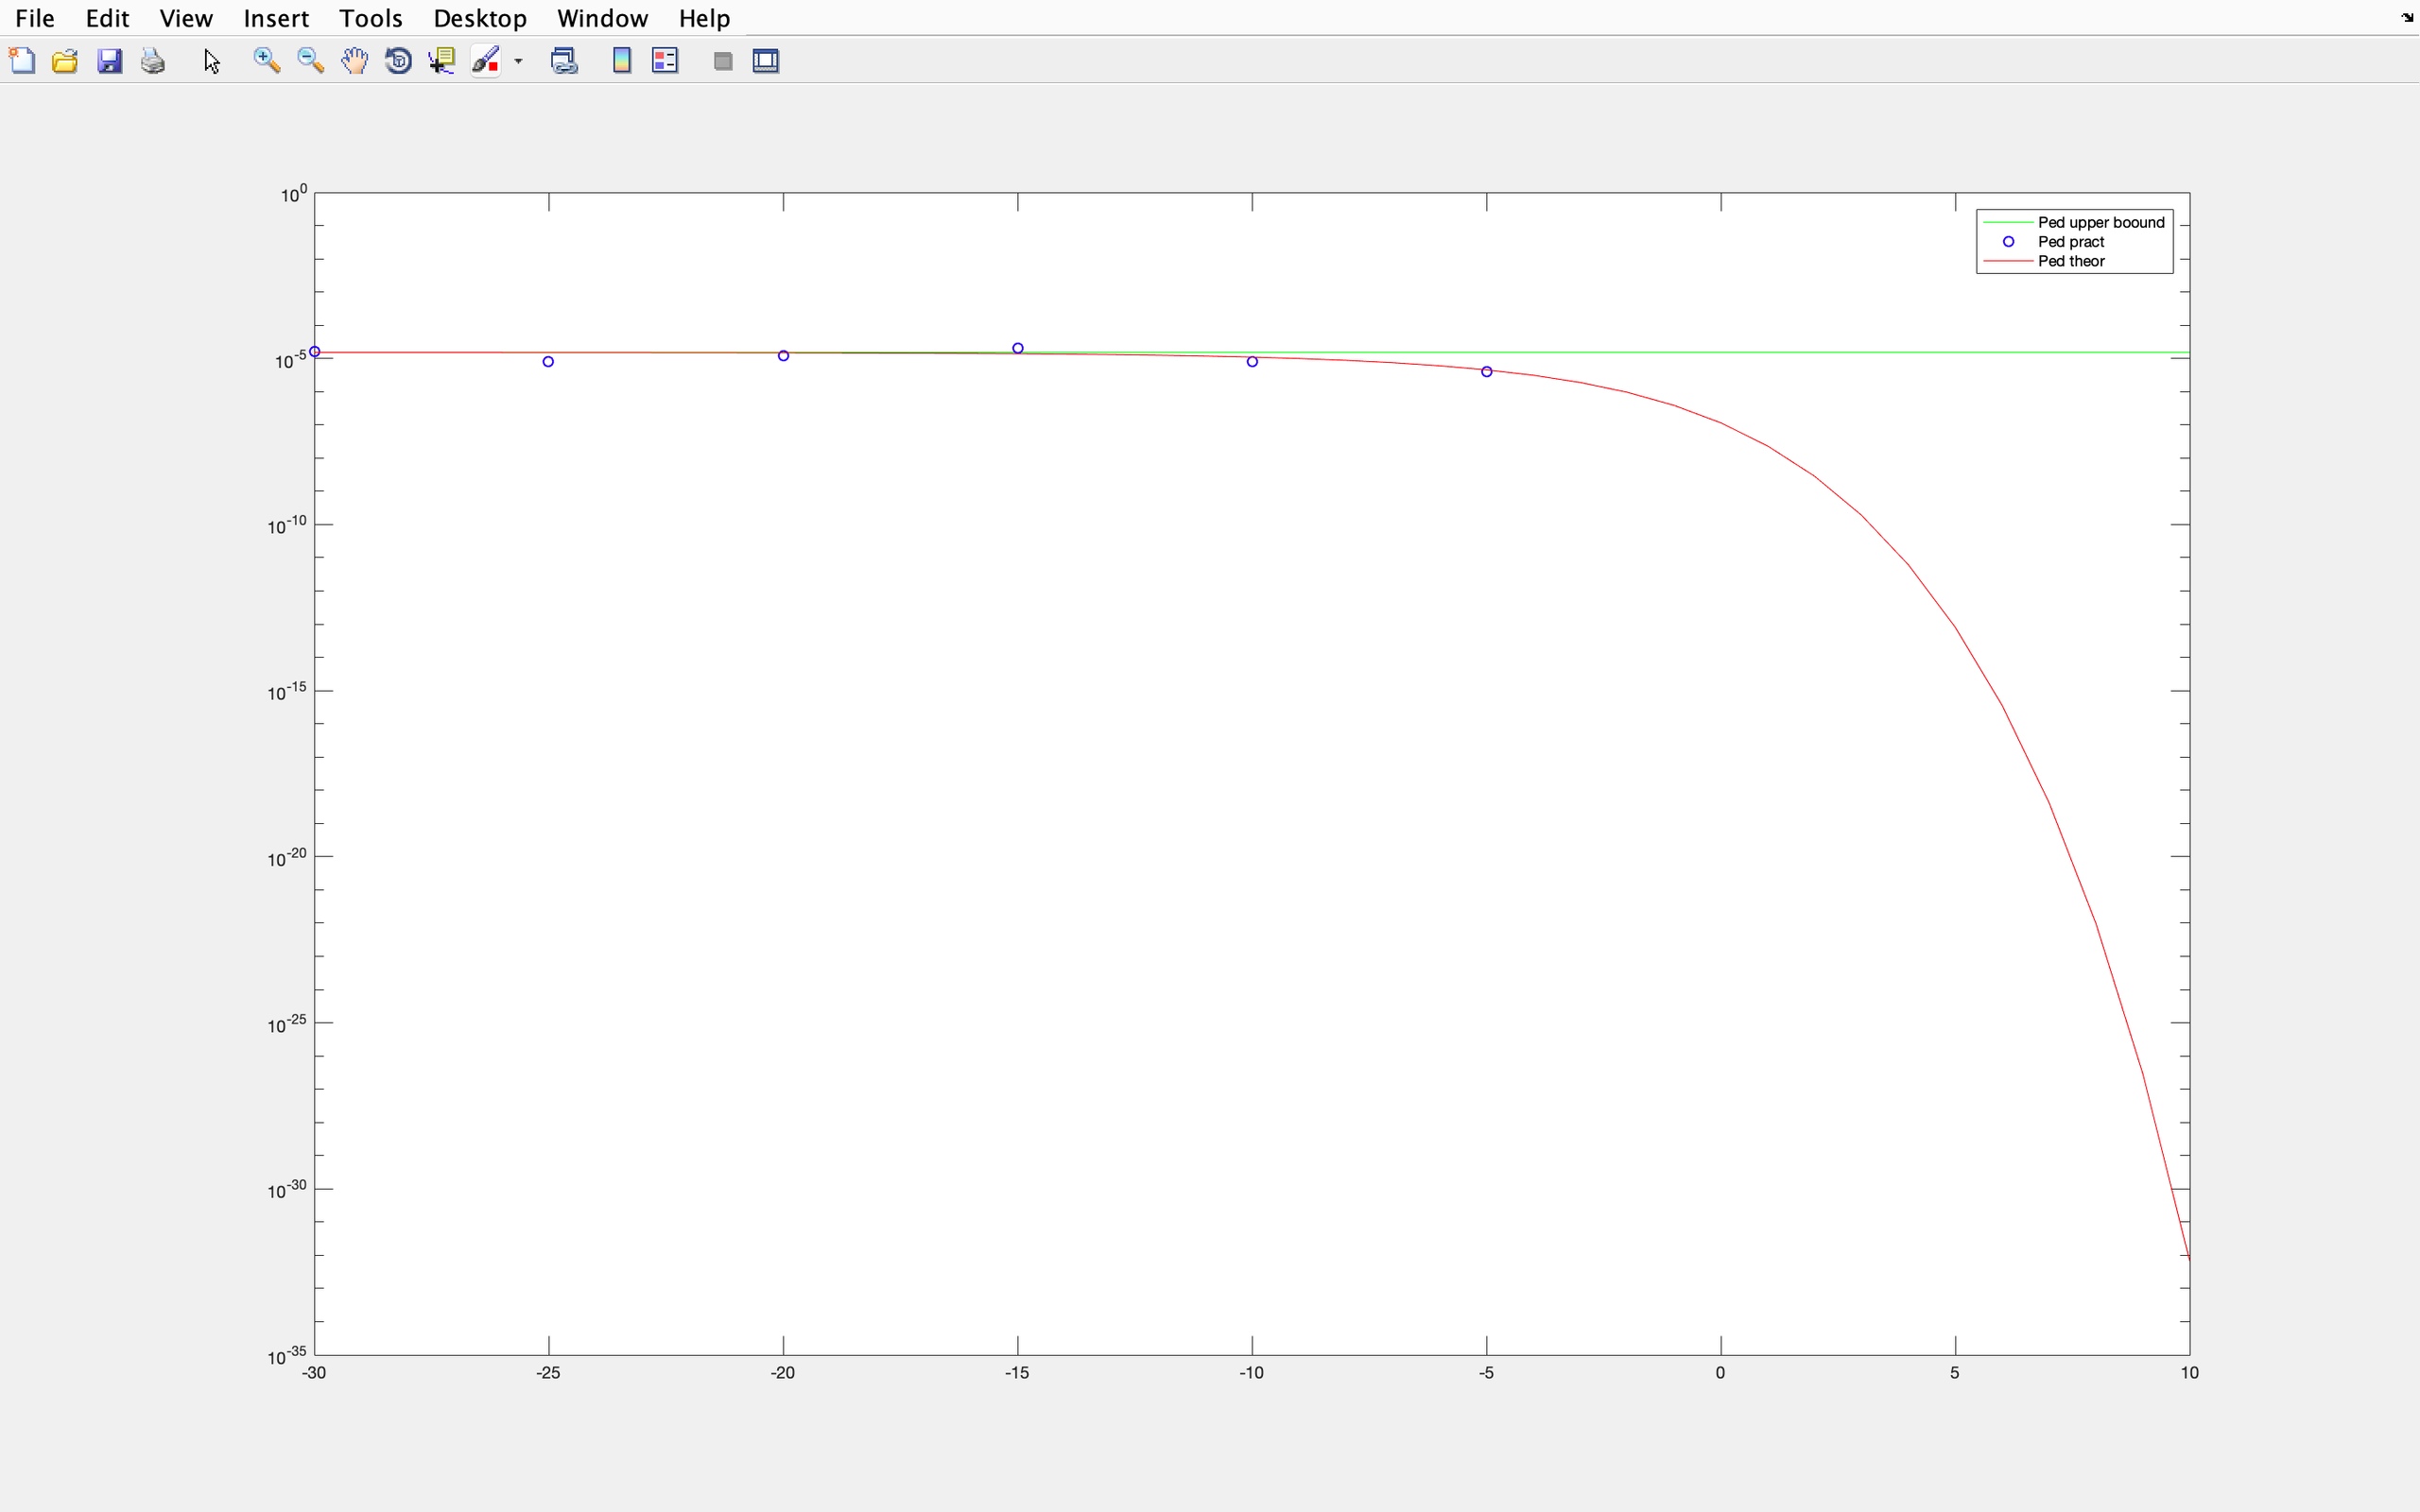 File Edit View Insert Tools Desktop Window Help
10^0
Ped upper boound
Ped pract
Ped theor
10^-5
10^-10
10^-15
10^-20
10^-25
10^-30
10^-35
-30 -25 -20 -15 -10 -5 0 5 10